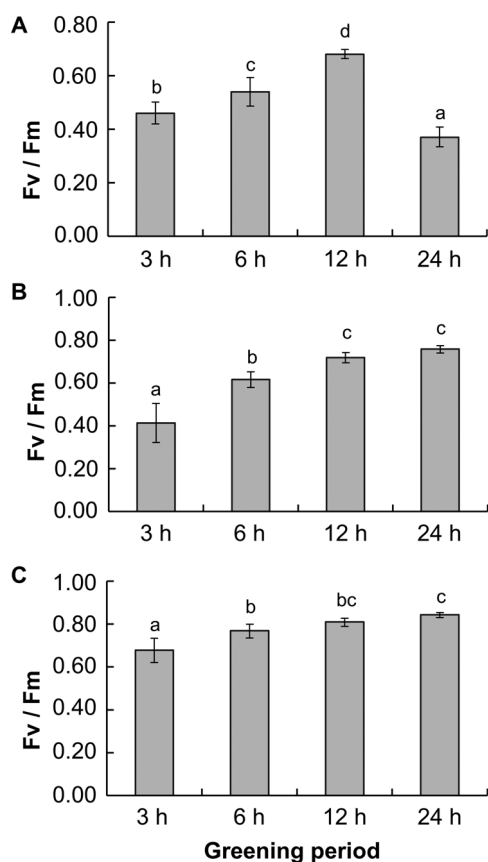 A
0.80
0.60
0.40
0.20
0.00
Fv / Fm
b
c
d
a
3 h 6 h 12 h 24 h
B
1.00
0.80
0.60
0.40
0.20
0.00
Fv / Fm
a
b
c
c
3 h 6 h 12 h 24 h
C
1.00
0.80
0.60
0.40
0.20
0.00
Fv / Fm
a
b
bc
c
3 h 6 h 12 h 24 h
Greening period